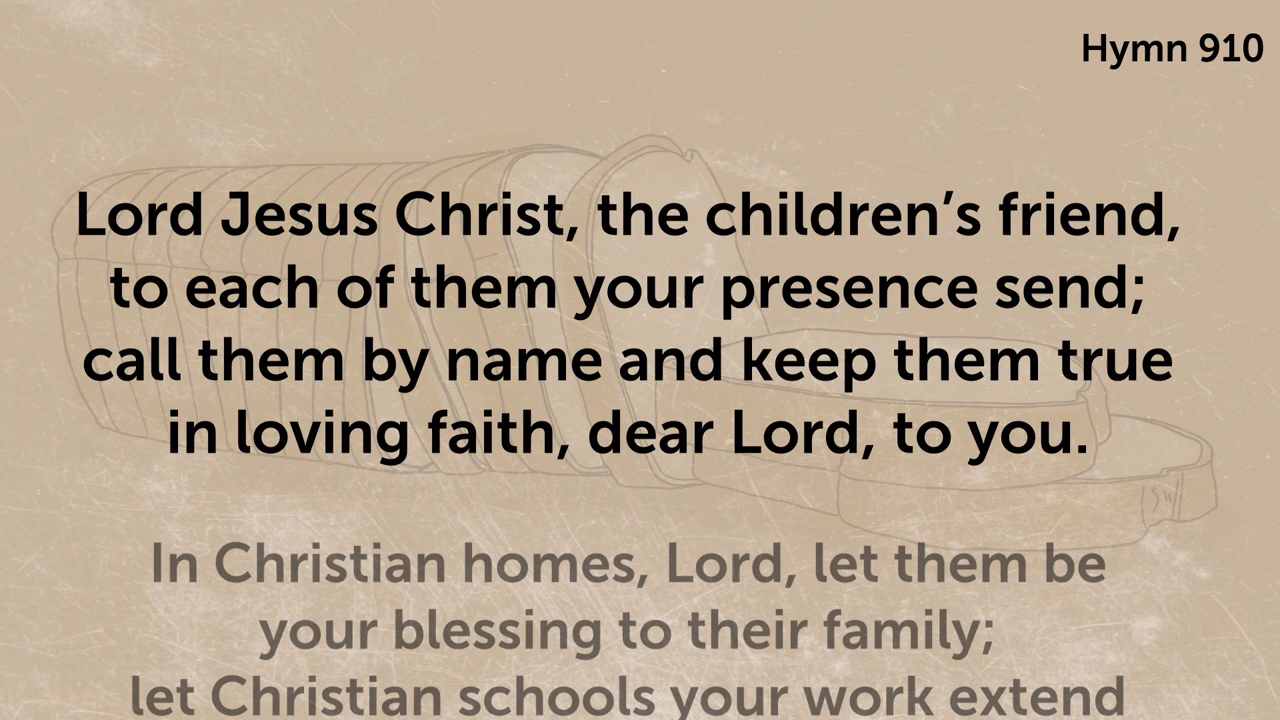 Hymn 910
Lord Jesus Christ, the children’s friend,
to each of them your presence send;
call them by name and keep them true
in loving faith, dear Lord, to you.
In Christian homes, Lord, let them be
your blessing to their family;
let Christian schools your work extend